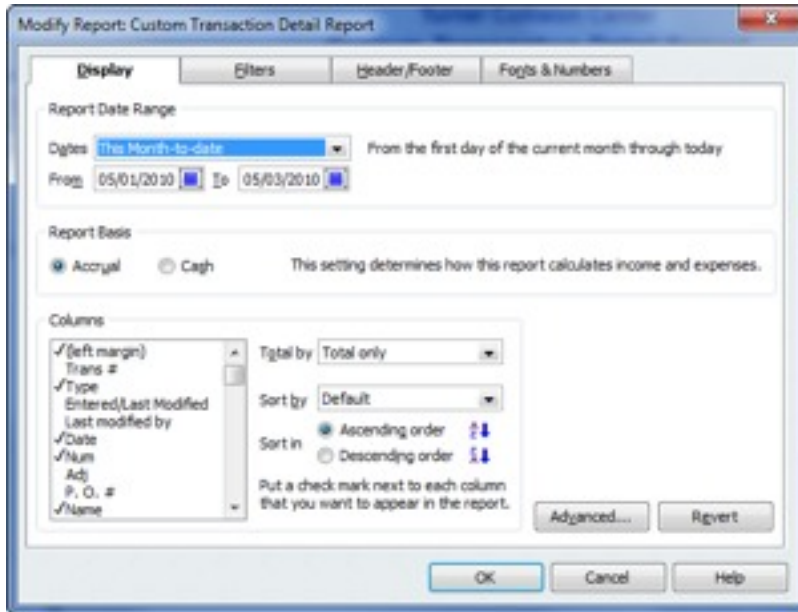 Modify Report: Custom Transaction Detail Report
Display Filters Header/Footer Fonts & Numbers
Report Date Range
Dates This Month-to-date From the first day of the current month through today
From 05/01/2010 To 05/03/2010
Report Basis
Accrual Cash This setting determines how this report calculates income and expenses.
Columns
(left margin)
Trans #
Type
Entered/Last Modified
Last modified by
Date
Num
Adj
P. O. #
Name
Total by Total only
Sort by Default
Sort in Ascending order
Descending order
Put a check mark next to each column
that you want to appear in the report.
Advanced... Revert
OK Cancel Help